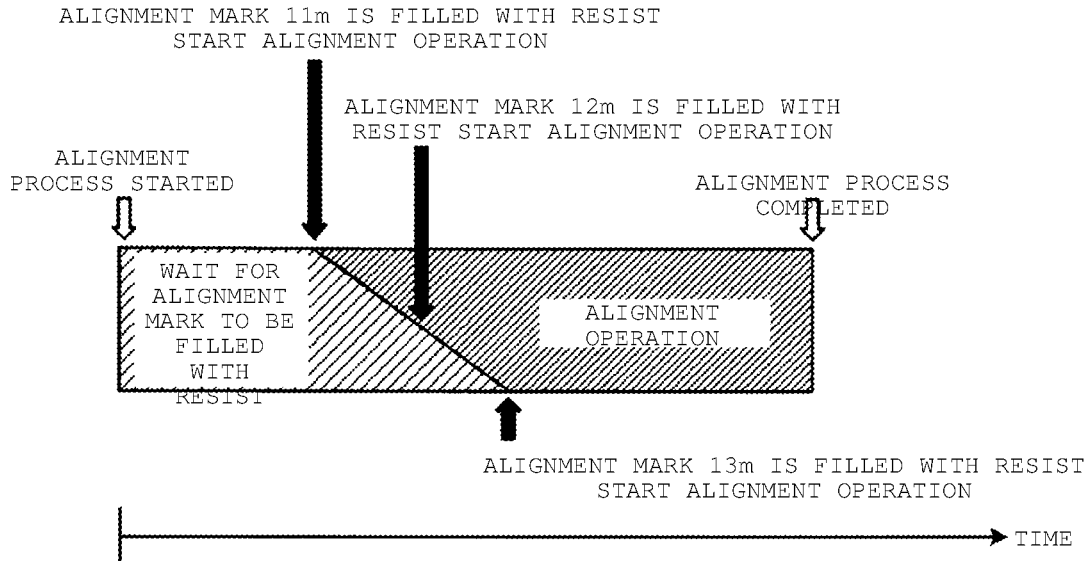 ALIGNMENT MARK 11m IS FILLED WITH RESIST
START ALIGNMENT OPERATION
ALIGNMENT MARK 12m IS FILLED WITH
RESIST START ALIGNMENT OPERATION
ALIGNMENT
PROCESS STARTED
ALIGNMENT PROCESS
COMPLETED
WAIT FOR
ALIGNMENT
MARK TO BE
FILLED
WITH
RESIST
ALIGNMENT
OPERATION
ALIGNMENT MARK 13m IS FILLED WITH RESIST
START ALIGNMENT OPERATION
TIME